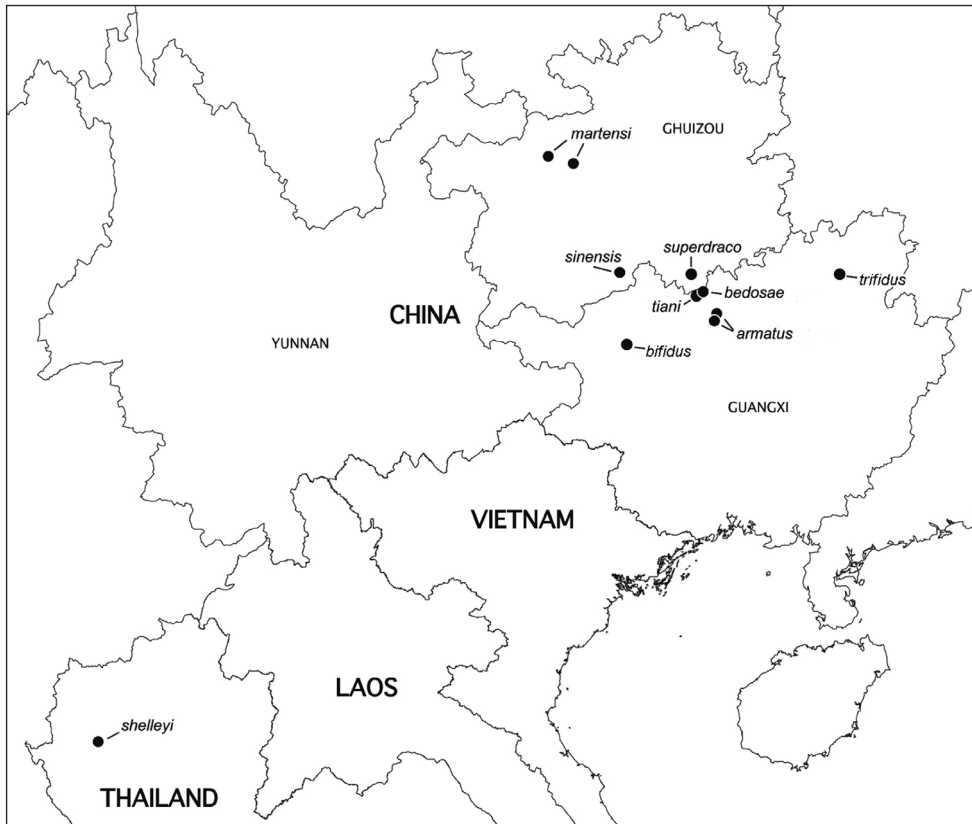 martensi
GHUIZOU
superdraco
sinensis
trifidus
bedosae
tiani
CHINA
armatus
YUNNAN
bifidus
GUANGXI
VIETNAM
LAOS
shelleyi
THAILAND